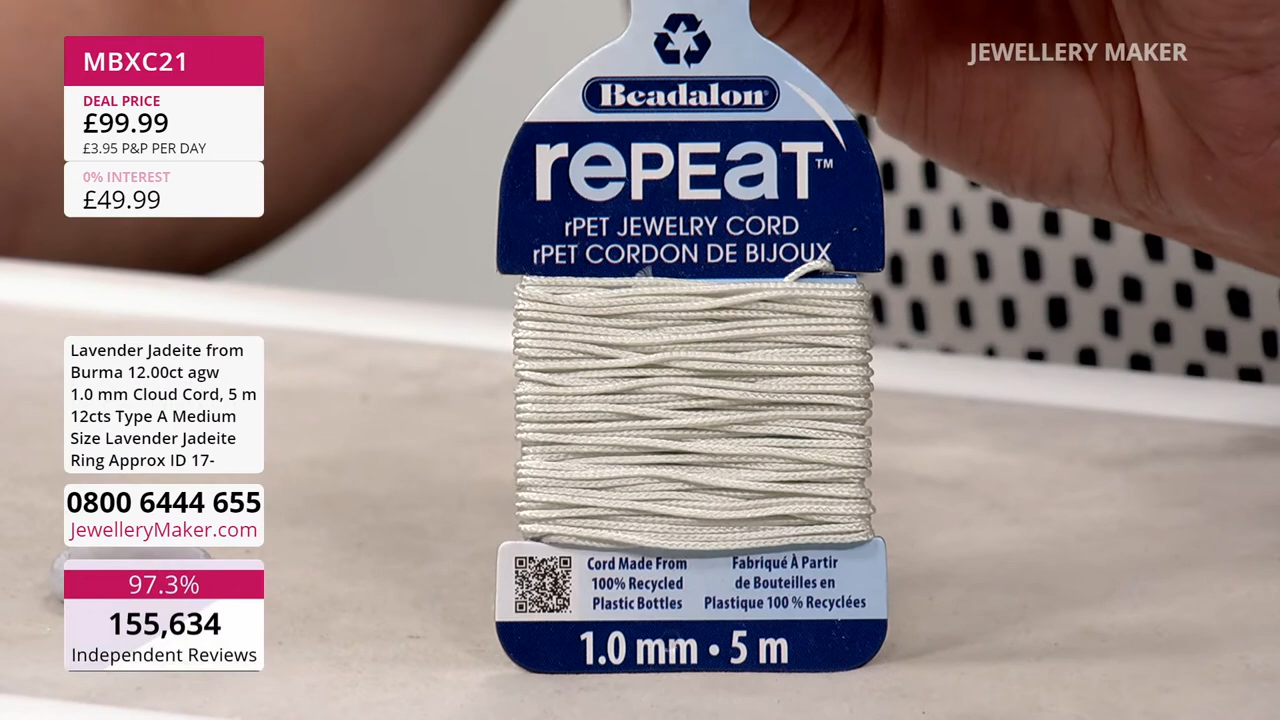 MBXC21
DEAL PRICE
£99.99
£3.95 P&P PER DAY
0% INTEREST
£49.99
Lavender Jadeite from
Burma 12.00ct agw
1.0 mm Cloud Cord, 5 m
12cts Type A Medium
Size Lavender Jadeite
Ring Approx ID 17-
0800 6444 655
JewelleryMaker.com
97.3%
155,634
Independent Reviews
JEWELLERY MAKER
Beadalon
rePEaT™
rPET JEWELRY CORD
rPET CORDON DE BIJOUX
Cord Made From
100% Recycled
Plastic Bottles
Fabriqué À Partir
de Bouteilles en
Plastique 100 % Recyclées
1.0 mm • 5 m